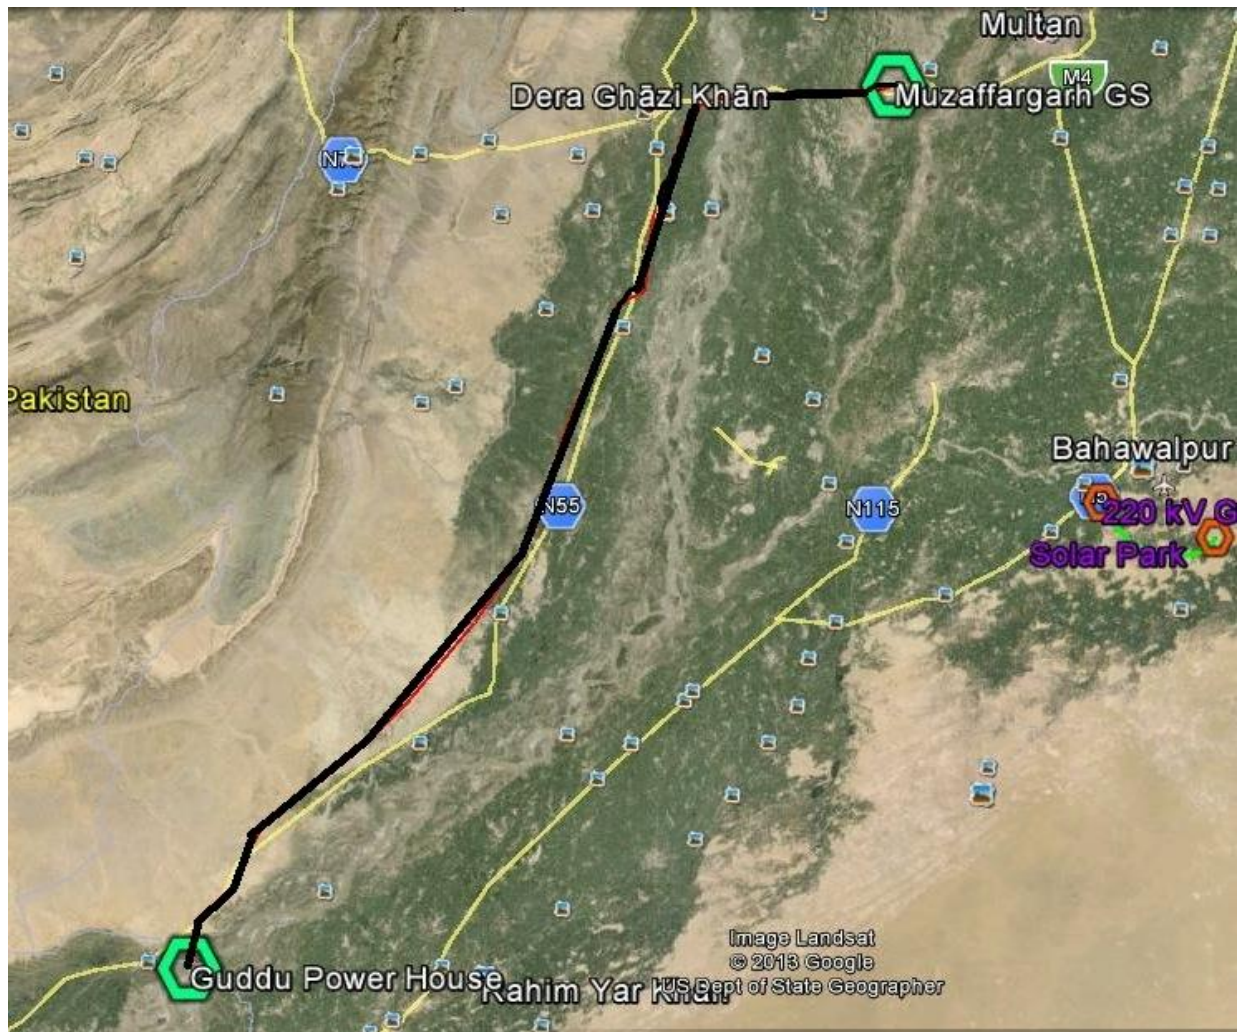 Multan
M4
Dera Ghāzi Khān
Muzaffargarh GS
Pakistan
Bahawalpur
N55
N115
220 kV G
Solar Park
Guddu Power House
Rahim Yar Khan
Image Landsat
© 2013 Google
US Dept of State Geographer